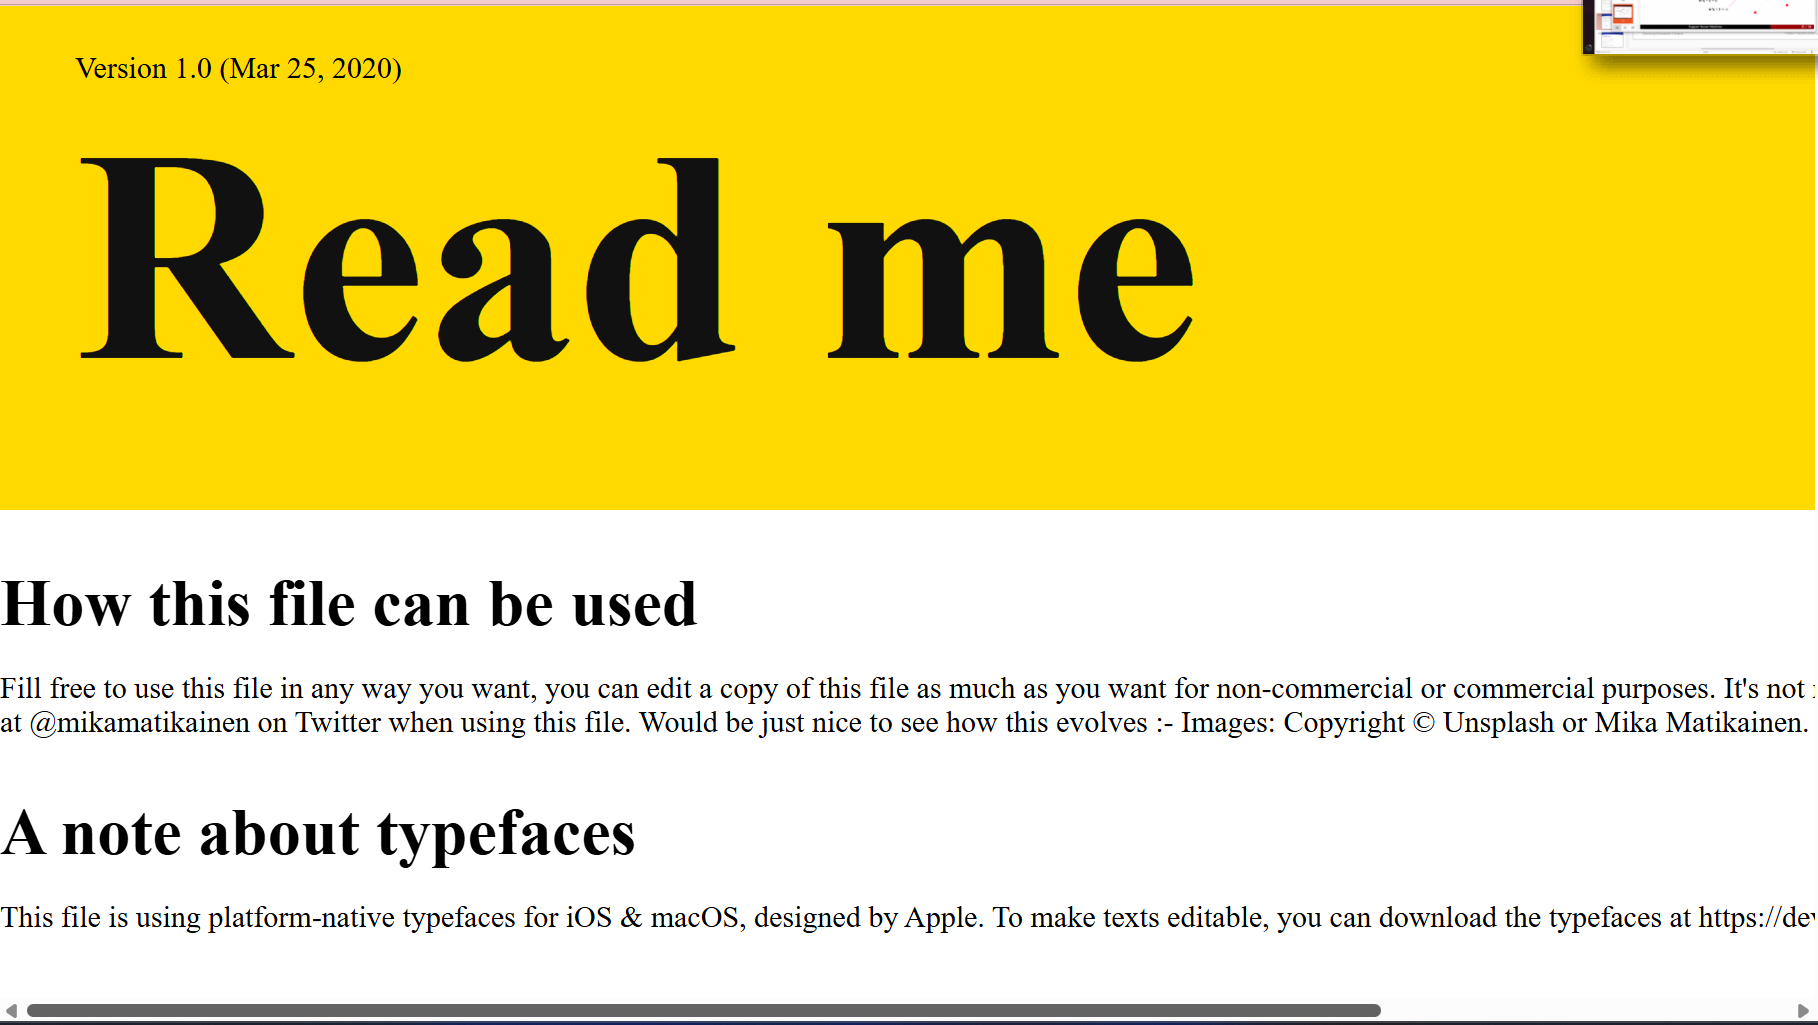 Version 1.0 (Mar 25, 2020)
Read me
How this file can be used
Fill free to use this file in any way you want, you can edit a copy of this file as much as you want for non-commercial or commercial purposes. It's not
at @mikamatikainen on Twitter when using this file. Would be just nice to see how this evolves :- Images: Copyright © Unsplash or Mika Matikainen.
A note about typefaces
This file is using platform-native typefaces for iOS & macOS, designed by Apple. To make texts editable, you can download the typefaces at https://de